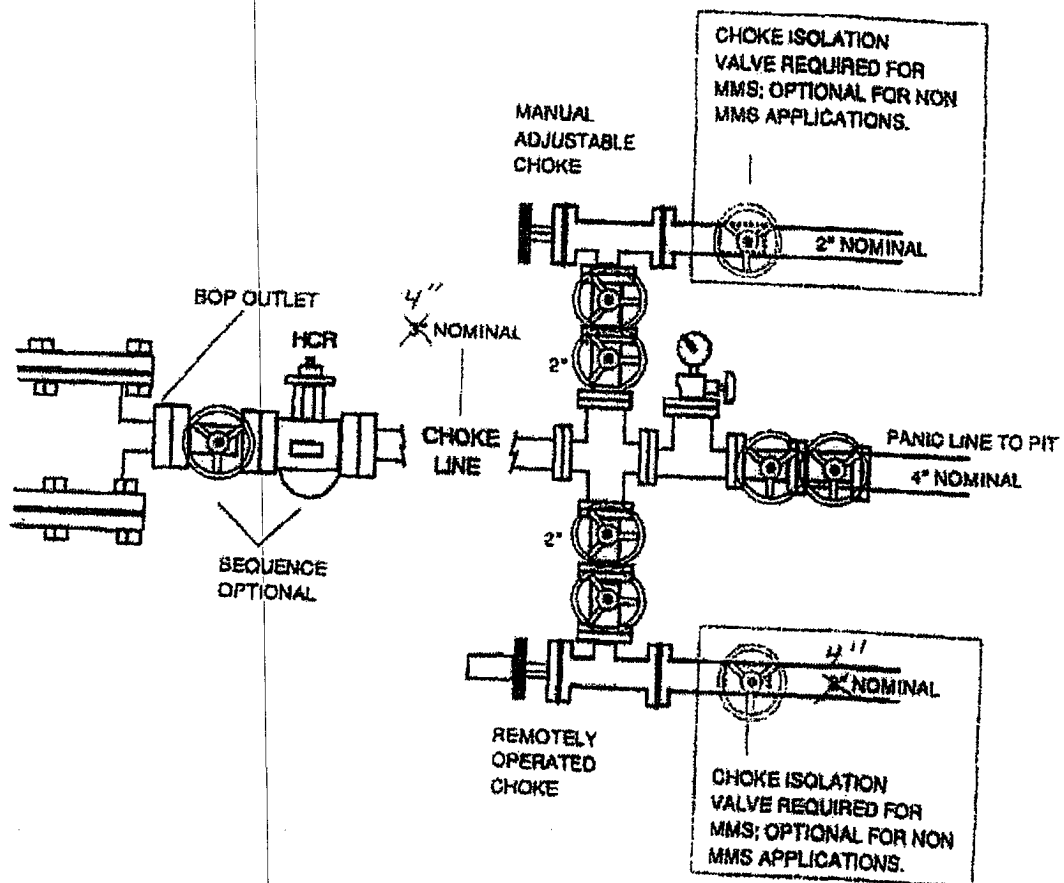 CHOKE ISOLATION
VALVE REQUIRED FOR
MMS; OPTIONAL FOR NON
MMS APPLICATIONS.
MANUAL
ADJUSTABLE
CHOKE
2" NOMINAL
BOP OUTLET
4"
3" NOMINAL
HCR
2"
CHOKE
LINE
PANIC LINE TO PIT
4" NOMINAL
2"
SEQUENCE
OPTIONAL
4"
NOMINAL
REMOTELY
OPERATED
CHOKE
CHOKE ISOLATION
VALVE REQUIRED FOR
MMS; OPTIONAL FOR NON
MMS APPLICATIONS.